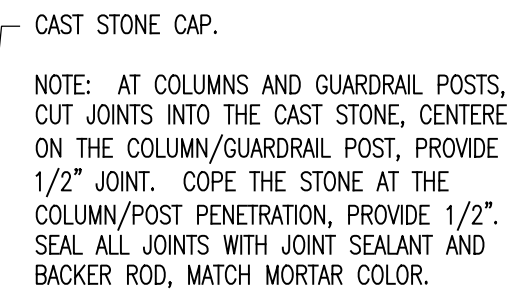 CAST STONE CAP.
NOTE: AT COLUMNS AND GUARDRAIL POSTS,
CUT JOINTS INTO THE CAST STONE, CENTERE
ON THE COLUMN/GUARDRAIL POST, PROVIDE
1/2" JOINT. COPE THE STONE AT THE
COLUMN/POST PENETRATION, PROVIDE 1/2".
SEAL ALL JOINTS WITH JOINT SEALANT AND
BACKER ROD, MATCH MORTAR COLOR.